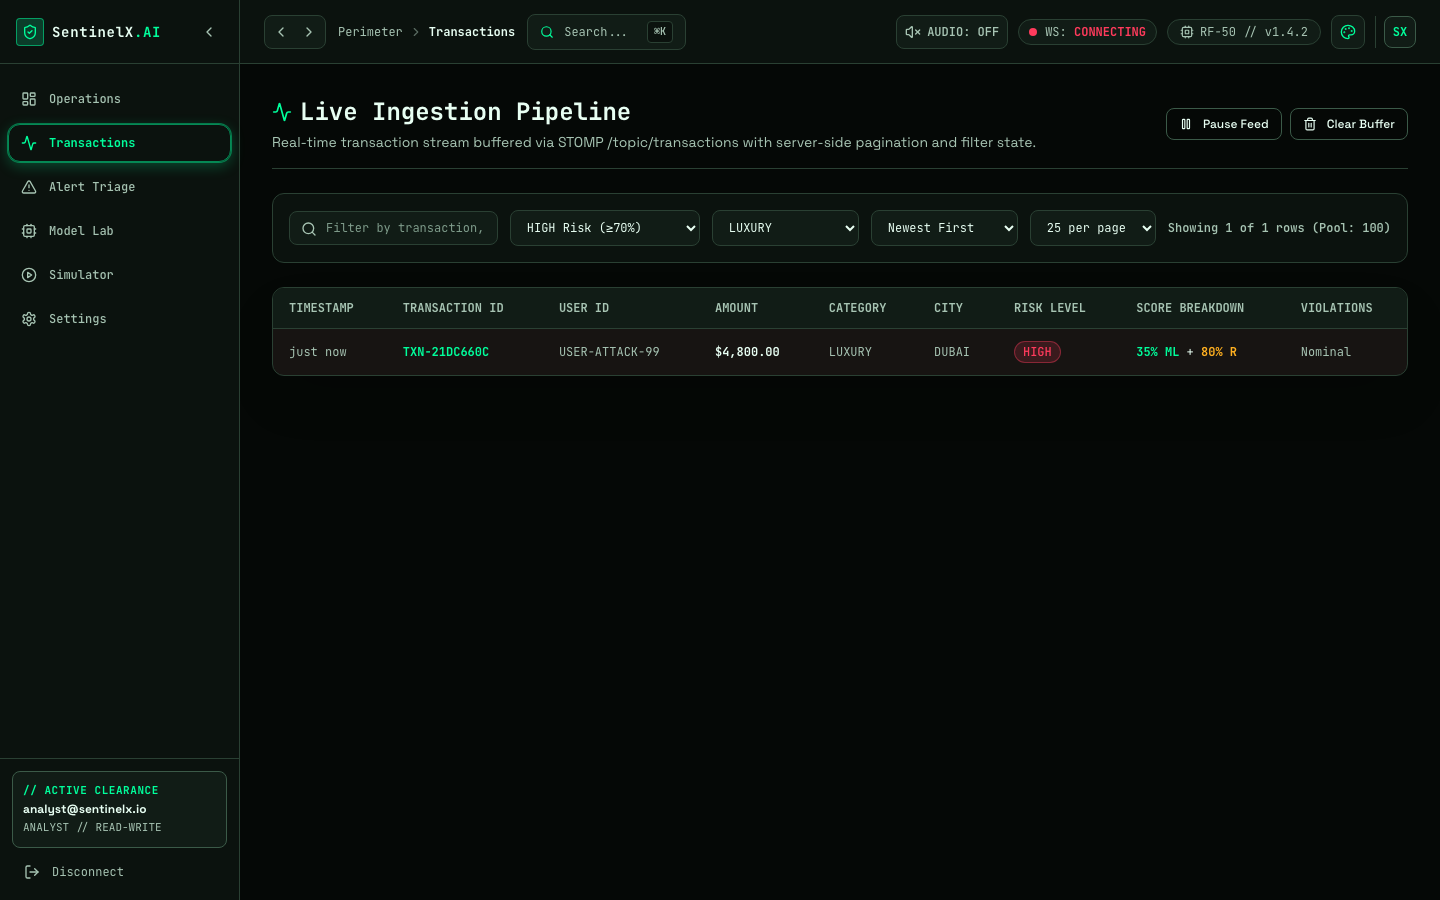 SentinelX.AI
Perimeter > Transactions
Search...
⌘K
AUDIO: OFF
WS: CONNECTING
RF-50 // v1.4.2
SX
Operations
Transactions
Alert Triage
Model Lab
Simulator
Settings
Live Ingestion Pipeline
Real-time transaction stream buffered via STOMP /topic/transactions with server-side pagination and filter state.
Pause Feed
Clear Buffer
Filter by transaction,
HIGH Risk (≥70%)
LUXURY
Newest First
25 per page
Showing 1 of 1 rows (Pool: 100)
TIMESTAMP TRANSACTION ID USER ID AMOUNT CATEGORY CITY RISK LEVEL SCORE BREAKDOWN VIOLATIONS
just now TXN-21DC660C USER-ATTACK-99 $4,800.00 LUXURY DUBAI HIGH 35% ML + 80% R Nominal
// ACTIVE CLEARANCE
analyst@sentinelx.io
ANALYST // READ-WRITE
Disconnect